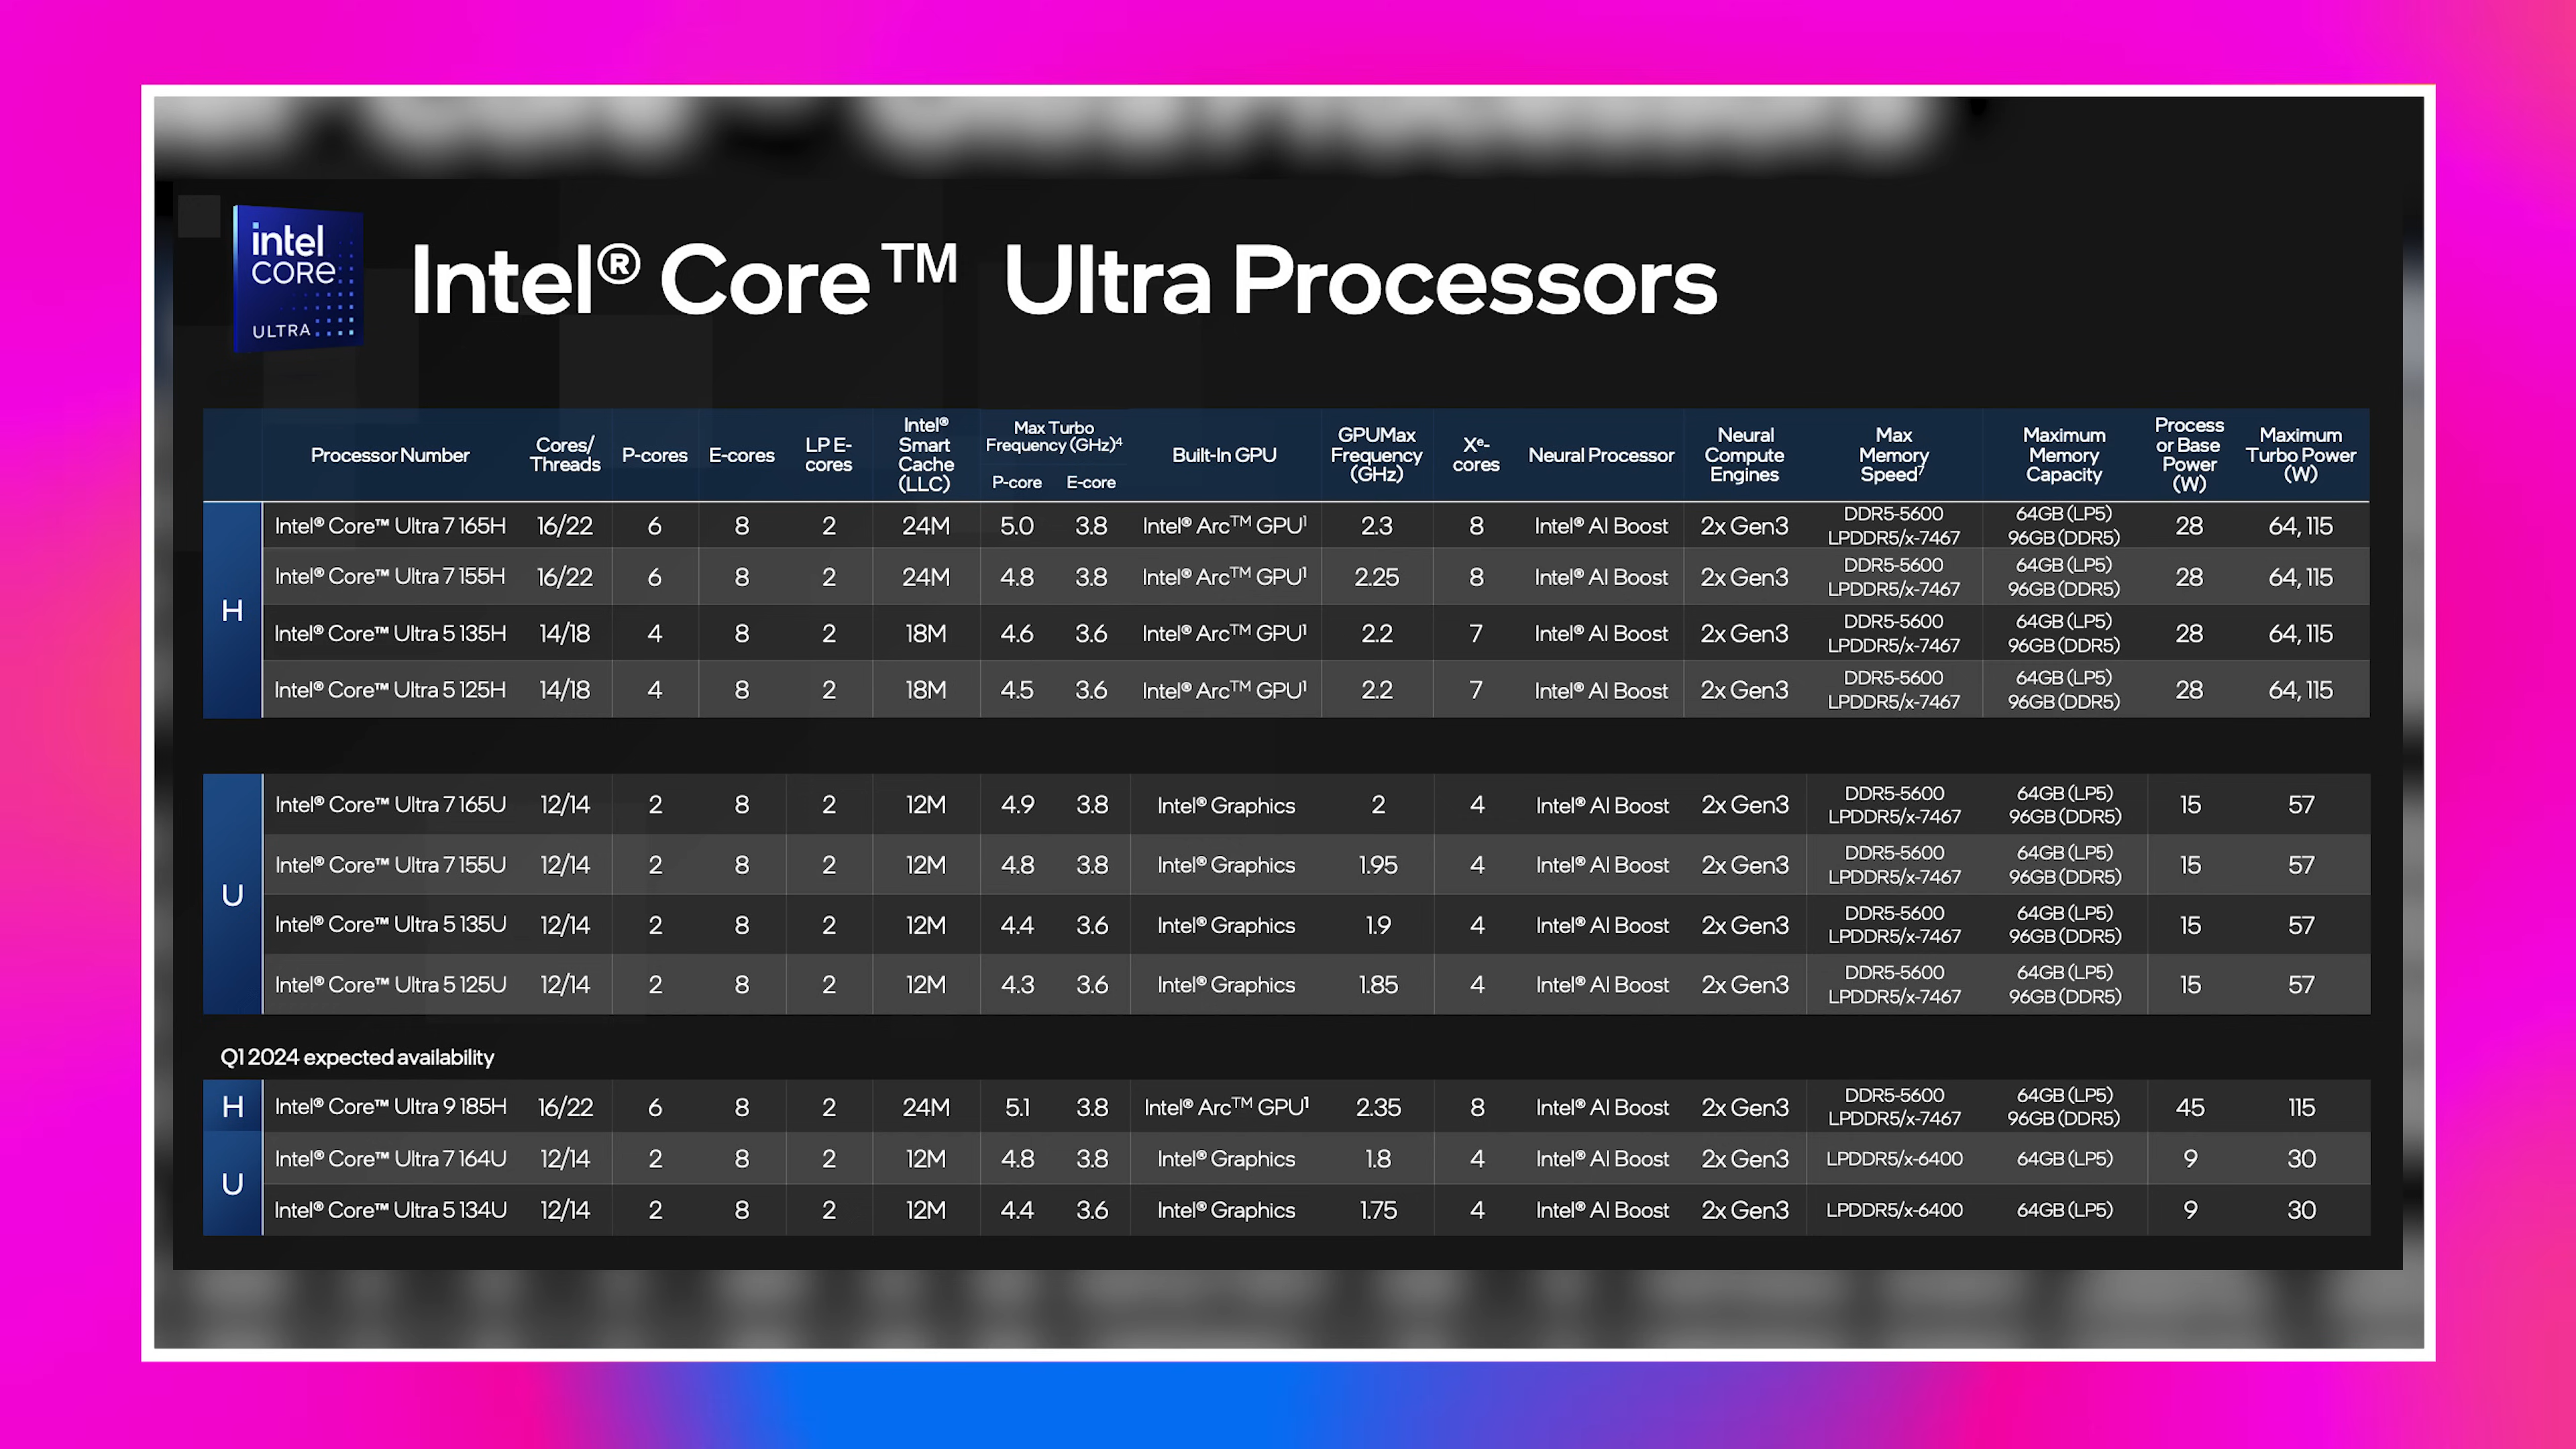 intel
CORE
ULTRA
Intel® Core™ Ultra Processors
Processor Number Cores/ Threads P-cores E-cores LP E- cores Intel® Smart Cache (LLC) Max Turbo Frequency (GHz)⁴ P-core E-core Built-In GPU GPUMax Frequency (GHz) Xᵉ- cores Neural Processor Neural Compute Engines Max Memory Speed⁷ Maximum Memory Capacity Process or Base Power (W) Maximum Turbo Power (W)
H
Intel® Core™ Ultra 7 165H 16/22 6 8 2 24M 5.0 3.8 Intel® Arc™ GPU¹ 2.3 8 Intel® AI Boost 2x Gen3 DDR5-5600 LPDDR5/x-7467 64GB (LP5) 96GB (DDR5) 28 64, 115
Intel® Core™ Ultra 7 155H 16/22 6 8 2 24M 4.8 3.8 Intel® Arc™ GPU¹ 2.25 8 Intel® AI Boost 2x Gen3 DDR5-5600 LPDDR5/x-7467 64GB (LP5) 96GB (DDR5) 28 64, 115
Intel® Core™ Ultra 5 135H 14/18 4 8 2 18M 4.6 3.6 Intel® Arc™ GPU¹ 2.2 7 Intel® AI Boost 2x Gen3 DDR5-5600 LPDDR5/x-7467 64GB (LP5) 96GB (DDR5) 28 64, 115
Intel® Core™ Ultra 5 125H 14/18 4 8 2 18M 4.5 3.6 Intel® Arc™ GPU¹ 2.2 7 Intel® AI Boost 2x Gen3 DDR5-5600 LPDDR5/x-7467 64GB (LP5) 96GB (DDR5) 28 64, 115
U
Intel® Core™ Ultra 7 165U 12/14 2 8 2 12M 4.9 3.8 Intel® Graphics 2 4 Intel® AI Boost 2x Gen3 DDR5-5600 LPDDR5/x-7467 64GB (LP5) 96GB (DDR5) 15 57
Intel® Core™ Ultra 7 155U 12/14 2 8 2 12M 4.8 3.8 Intel® Graphics 1.95 4 Intel® AI Boost 2x Gen3 DDR5-5600 LPDDR5/x-7467 64GB (LP5) 96GB (DDR5) 15 57
Intel® Core™ Ultra 5 135U 12/14 2 8 2 12M 4.4 3.6 Intel® Graphics 1.9 4 Intel® AI Boost 2x Gen3 DDR5-5600 LPDDR5/x-7467 64GB (LP5) 96GB (DDR5) 15 57
Intel® Core™ Ultra 5 125U 12/14 2 8 2 12M 4.3 3.6 Intel® Graphics 1.85 4 Intel® AI Boost 2x Gen3 DDR5-5600 LPDDR5/x-7467 64GB (LP5) 96GB (DDR5) 15 57
Q1 2024 expected availability
H
Intel® Core™ Ultra 9 185H 16/22 6 8 2 24M 5.1 3.8 Intel® Arc™ GPU¹ 2.35 8 Intel® AI Boost 2x Gen3 DDR5-5600 LPDDR5/x-7467 64GB (LP5) 96GB (DDR5) 45 115
U
Intel® Core™ Ultra 7 164U 12/14 2 8 2 12M 4.8 3.8 Intel® Graphics 1.8 4 Intel® AI Boost 2x Gen3 LPDDR5/x-6400 64GB (LP5) 9 30
Intel® Core™ Ultra 5 134U 12/14 2 8 2 12M 4.4 3.6 Intel® Graphics 1.75 4 Intel® AI Boost 2x Gen3 LPDDR5/x-6400 64GB (LP5) 9 30